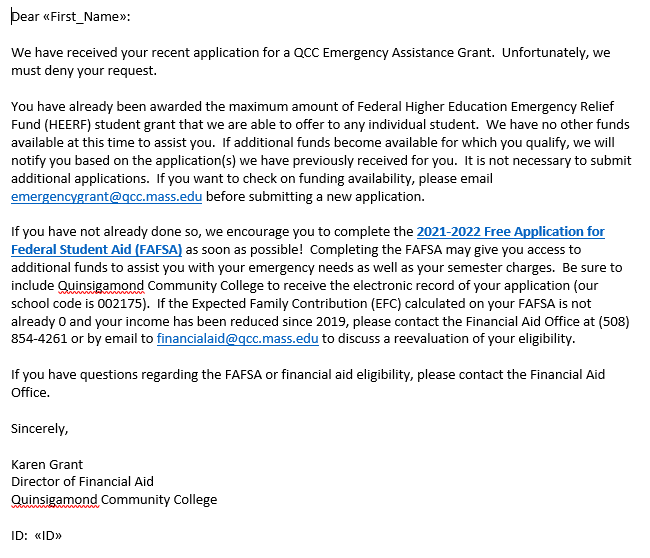 Dear «First_Name»:
We have received your recent application for a QCC Emergency Assistance Grant.  Unfortunately, we
must deny your request.
You have already been awarded the maximum amount of Federal Higher Education Emergency Relief
Fund (HEERF) student grant that we are able to offer to any individual student.  We have no other funds
available at this time to assist you.  If additional funds become available for which you qualify, we will
notify you based on the application(s) we have previously received for you.  It is not necessary to submit
additional applications.  If you want to check on funding availability, please email
emergencygrant@qcc.mass.edu before submitting a new application.
If you have not already done so, we encourage you to complete the 2021-2022 Free Application for
Federal Student Aid (FAFSA) as soon as possible!  Completing the FAFSA may give you access to
additional funds to assist you with your emergency needs as well as your semester charges.  Be sure to
include Quinsigamond Community College to receive the electronic record of your application (our
school code is 002175).  If the Expected Family Contribution (EFC) calculated on your FAFSA is not
already 0 and your income has been reduced since 2019, please contact the Financial Aid Office at (508)
854-4261 or by email to financialaid@qcc.mass.edu to discuss a reevaluation of your eligibility.
If you have questions regarding the FAFSA or financial aid eligibility, please contact the Financial Aid
Office.
Sincerely,
Karen Grant
Director of Financial Aid
Quinsigamond Community College
ID:  «ID»